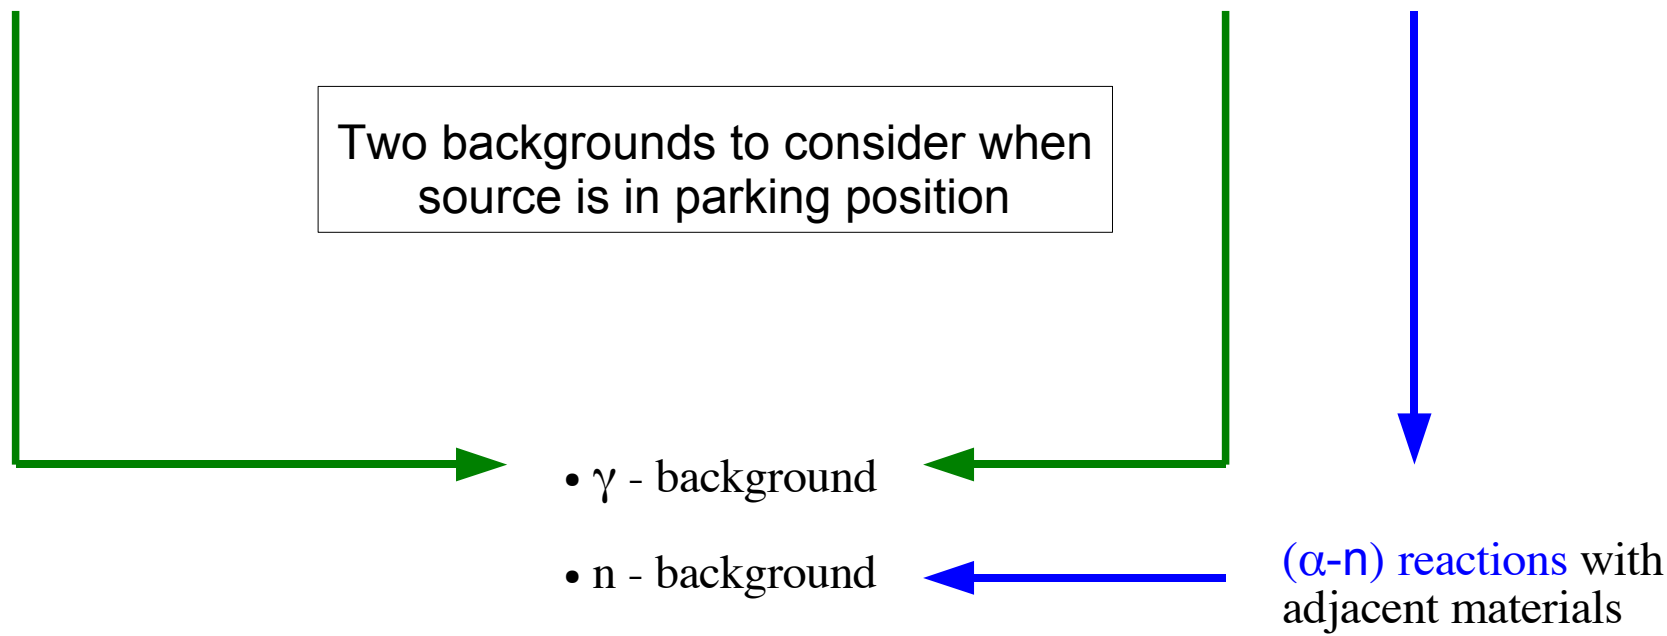 Two backgrounds to consider when
source is in parking position
• γ - background
• n - background
(α-n) reactions with
adjacent materials